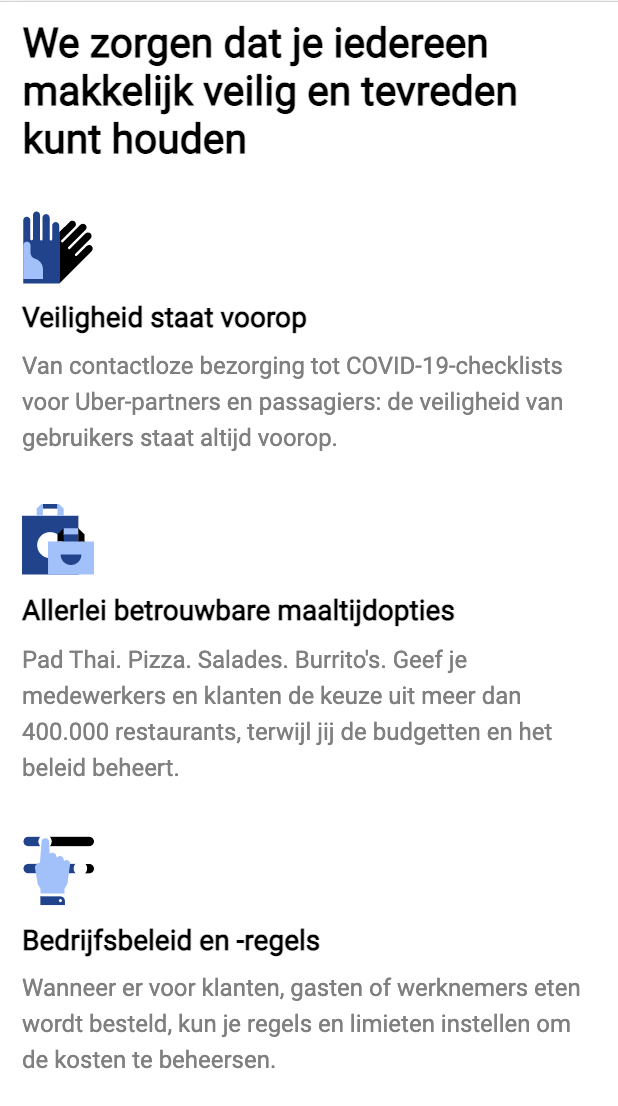 We zorgen dat je iedereen
makkelijk veilig en tevreden
kunt houden
Veiligheid staat voorop
Van contactloze bezorging tot COVID-19-checklists
voor Uber-partners en passagiers: de veiligheid van
gebruikers staat altijd voorop.
Allerlei betrouwbare maaltijdopties
Pad Thai. Pizza. Salades. Burrito's. Geef je
medewerkers en klanten de keuze uit meer dan
400.000 restaurants, terwijl jij de budgetten en het
beleid beheert.
Bedrijfsbeleid en -regels
Wanneer er voor klanten, gasten of werknemers eten
wordt besteld, kun je regels en limieten instellen om
de kosten te beheersen.